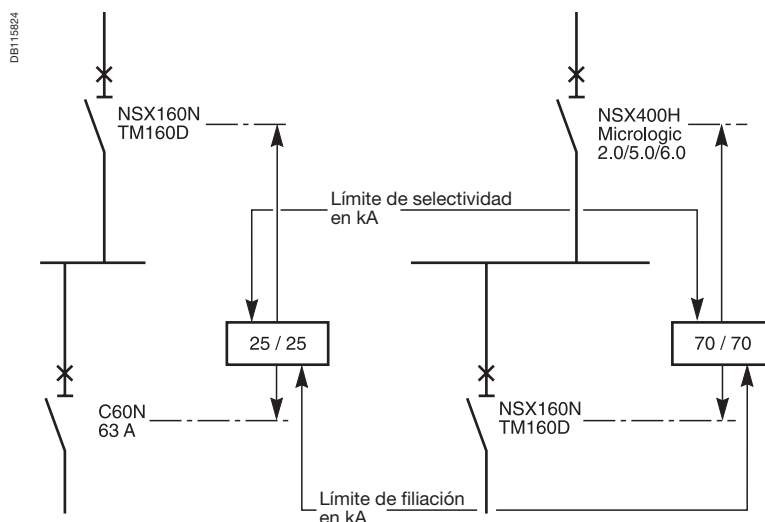 DB115824
NSX160N
TM160D
NSX400H
Micrologic
2.0/5.0/6.0
Límite de selectividad
en kA
25 / 25
70 / 70
C60N
63 A
NSX160N
TM160D
Límite de filiación
en kA